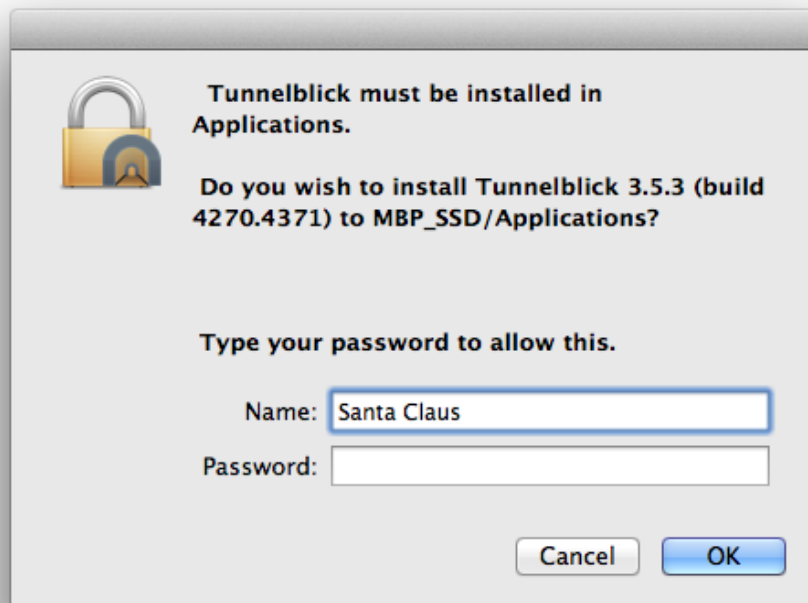 Tunnelblick must be installed in
Applications.
Do you wish to install Tunnelblick 3.5.3 (build
4270.4371) to MBP_SSD/Applications?
Type your password to allow this.
Name: Santa Claus
Password:
Cancel OK